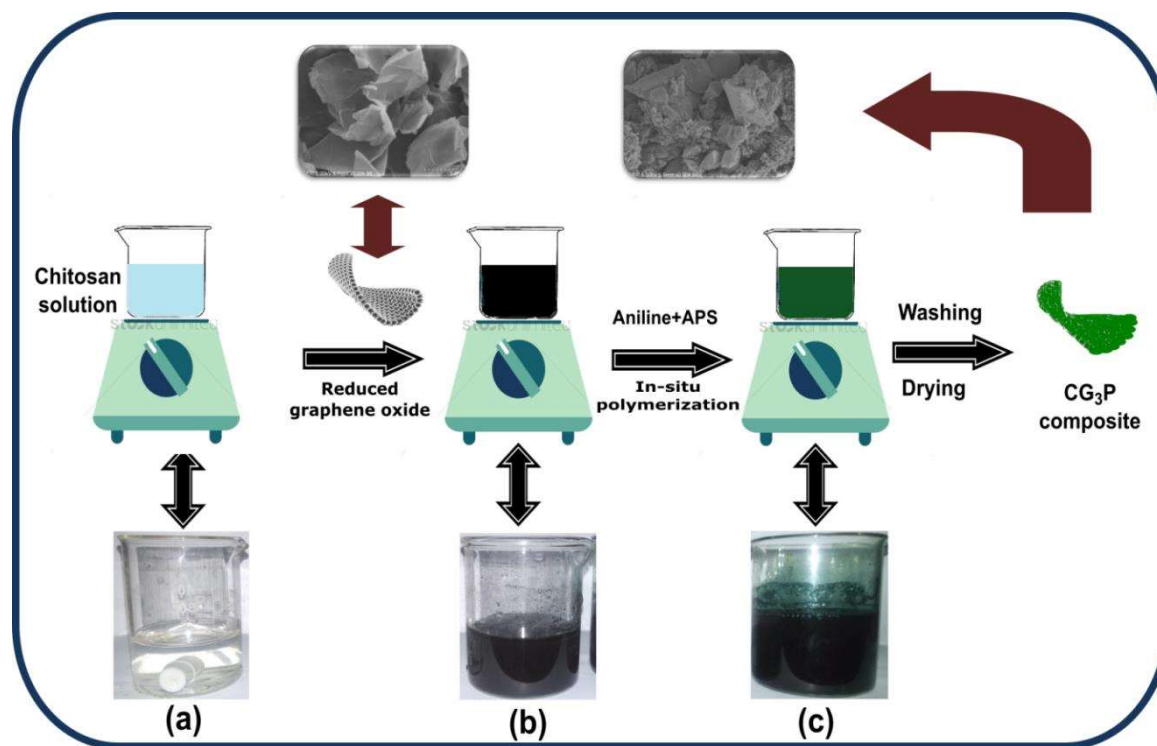 Chitosan
solution
Reduced
graphene oxide
Aniline+APS
In-situ
polymerization
Washing
Drying
CG₃P
composite
(a)
(b)
(c)